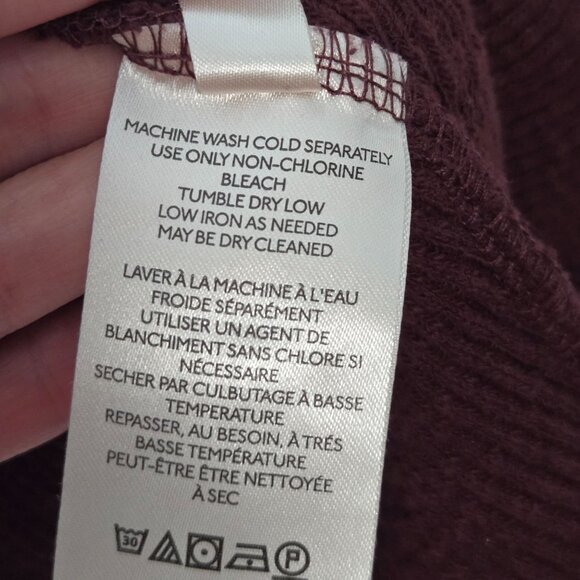 MACHINE WASH COLD SEPARATELY
USE ONLY NON-CHLORINE
BLEACH
TUMBLE DRY LOW
LOW IRON AS NEEDED
MAY BE DRY CLEANED
LAVER À LA MACHINE À L'EAU
FROIDE SÉPARÉMENT
UTILISER UN AGENT DE
BLANCHIMENT SANS CHLORE SI
NÉCESSAIRE
SECHER PAR CULBUTAGE À BASSE
TEMPERATURE
REPASSER, AU BESOIN, À TRÉS
BASSE TEMPÉRATURE
PEUT-ÊTRE ÊTRE NETTOYÉE
À SEC
30 P